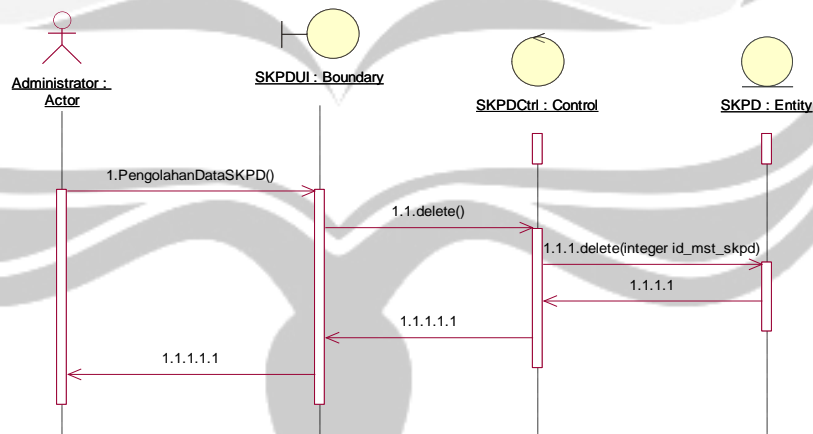 Administrator :
Actor
SKPDUI : Boundary
SKPDCtrl : Control
SKPD : Entity
1.PengolahanDataSKPD()
1.1.delete()
1.1.1.delete(integer id_mst_skpd)
1.1.1.1
1.1.1.1.1
1.1.1.1.1